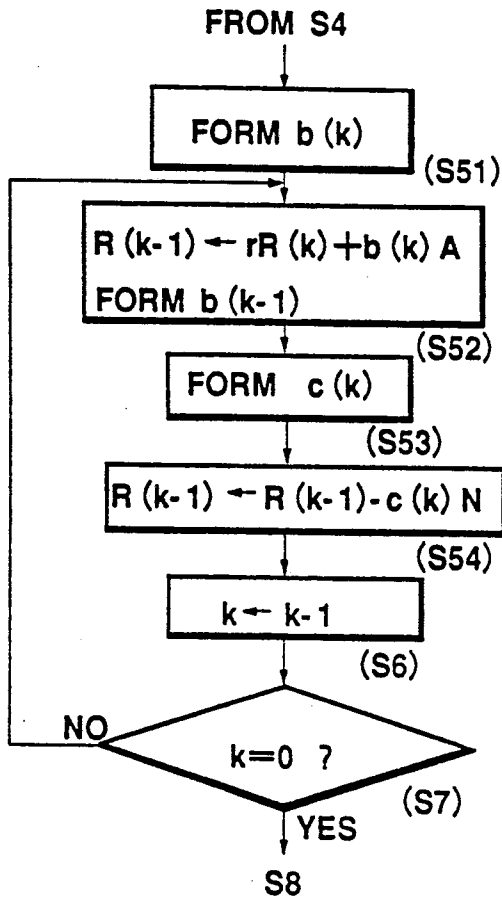 FROM S4
FORM b (k)
(S51)
R (k-1) ← rR (k) + b (k) A
FORM b (k-1)
(S52)
FORM c (k)
(S53)
R (k-1) ← R (k-1) - c (k) N
(S54)
k ← k-1
(S6)
NO
k=0 ?
(S7)
YES
S8